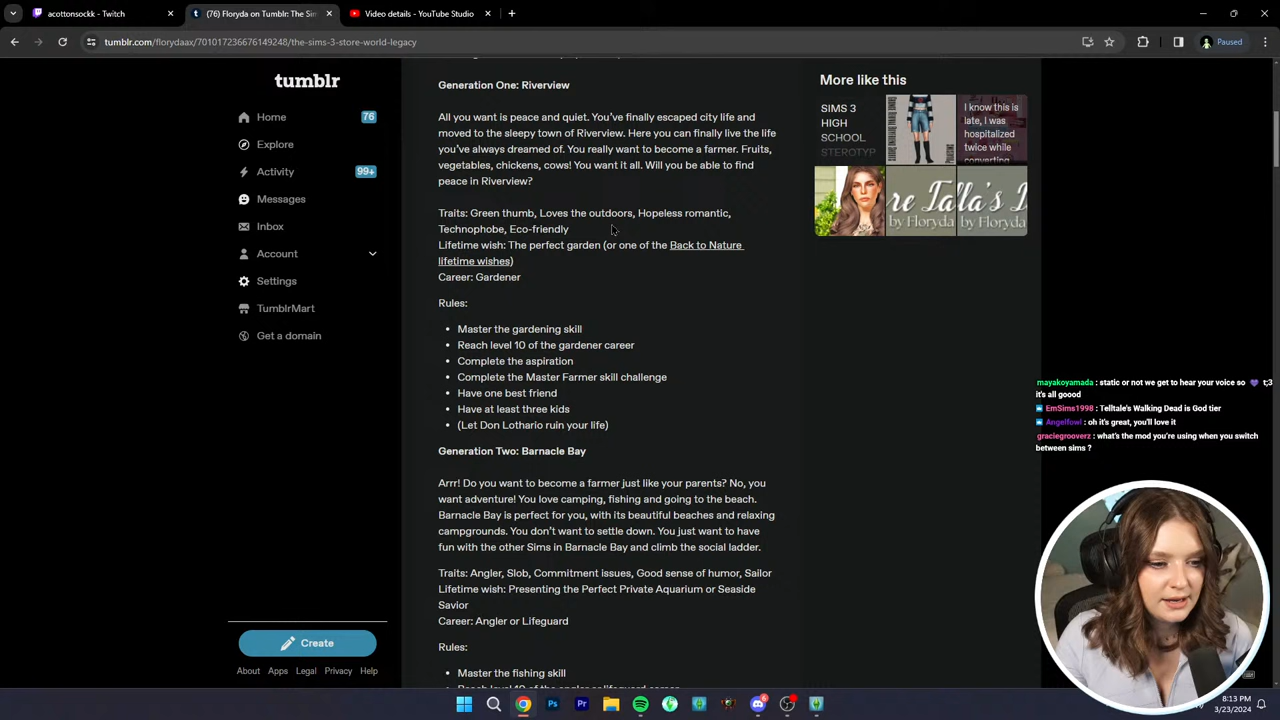 acottonsockk - Twitch
(76) Floryda on Tumblr: The Sim
Video details - YouTube Studio
tumblr.com/florydaax/701017236676149248/the-sims-3-store-world-legacy
Paused
tumblr
Home
76
Explore
Activity
99+
Messages
Inbox
Account
Settings
TumblrMart
Get a domain
Create
About
Apps
Legal
Privacy
Help
Generation One: Riverview
All you want is peace and quiet. You've finally escaped city life and
moved to the sleepy town of Riverview. Here you can finally live the life
you've always dreamed of. You really want to become a farmer. Fruits,
vegetables, chickens, cows! You want it all. Will you be able to find
peace in Riverview?
Traits: Green thumb, Loves the outdoors, Hopeless romantic,
Technophobe, Eco-friendly
Lifetime wish: The perfect garden (or one of the Back to Nature
lifetime wishes)
Career: Gardener
Rules:
• Master the gardening skill
• Reach level 10 of the gardener career
• Complete the aspiration
• Complete the Master Farmer skill challenge
• Have one best friend
• Have at least three kids
• (Let Don Lothario ruin your life)
Generation Two: Barnacle Bay
Arrr! Do you want to become a farmer just like your parents? No, you
want adventure! You love camping, fishing and going to the beach.
Barnacle Bay is perfect for you, with its beautiful beaches and relaxing
campgrounds. You don't want to settle down. You just want to have
fun with the other Sims in Barnacle Bay and climb the social ladder.
Traits: Angler, Slob, Commitment issues, Good sense of humor, Sailor
Lifetime wish: Presenting the Perfect Private Aquarium or Seaside
Savior
Career: Angler or Lifeguard
Rules:
• Master the fishing skill
More like this
SIMS 3
HIGH
SCHOOL
STEROTYP
I know this is
late, I was
hospitalized
twice while
converting
re Ta
by Floryda
lla's I
by Floryda
mayakoyamada : static or not we get to hear your voice so t;3
it's all goood
EmSims1998 : Telltale's Walking Dead is God tier
Angelfowl : oh it's great, you'll love it
graciegrooverz : what's the mod you're using when you switch
between sims ?
8:13 PM
3/23/2024